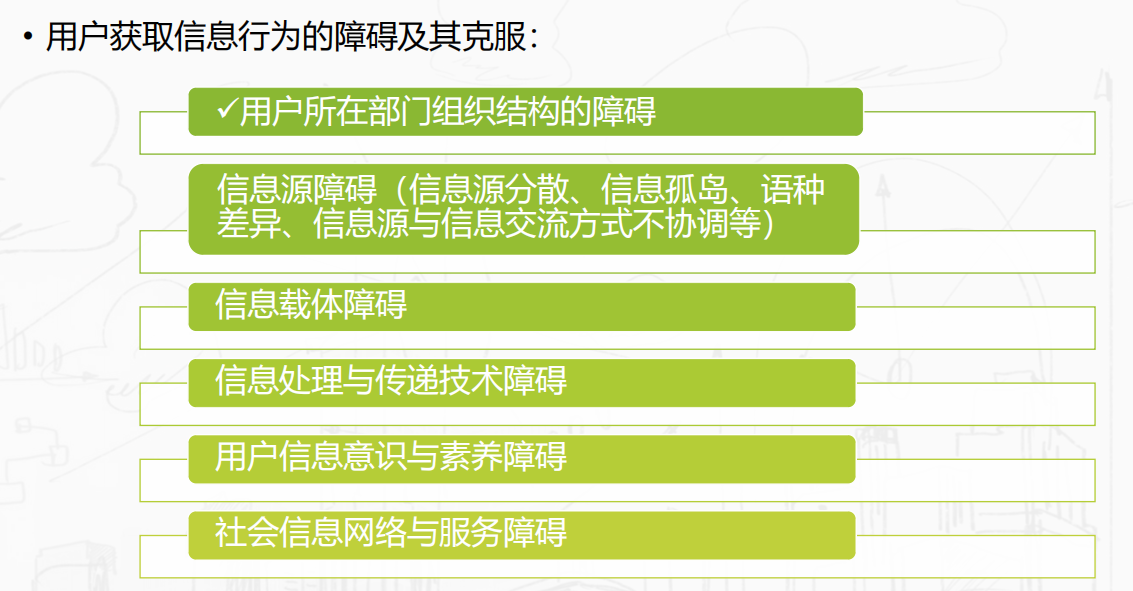 • 用户获取信息行为的障碍及其克服：
✓用户所在部门组织结构的障碍
信息源障碍（信息源分散、信息孤岛、语种
差异、信息源与信息交流方式不协调等）
信息载体障碍
信息处理与传递技术障碍
用户信息意识与素养障碍
社会信息网络与服务障碍